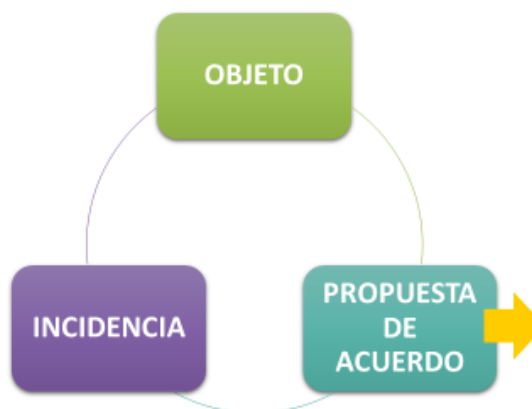 OBJETO
INCIDENCIA
PROPUESTA
DE
ACUERDO